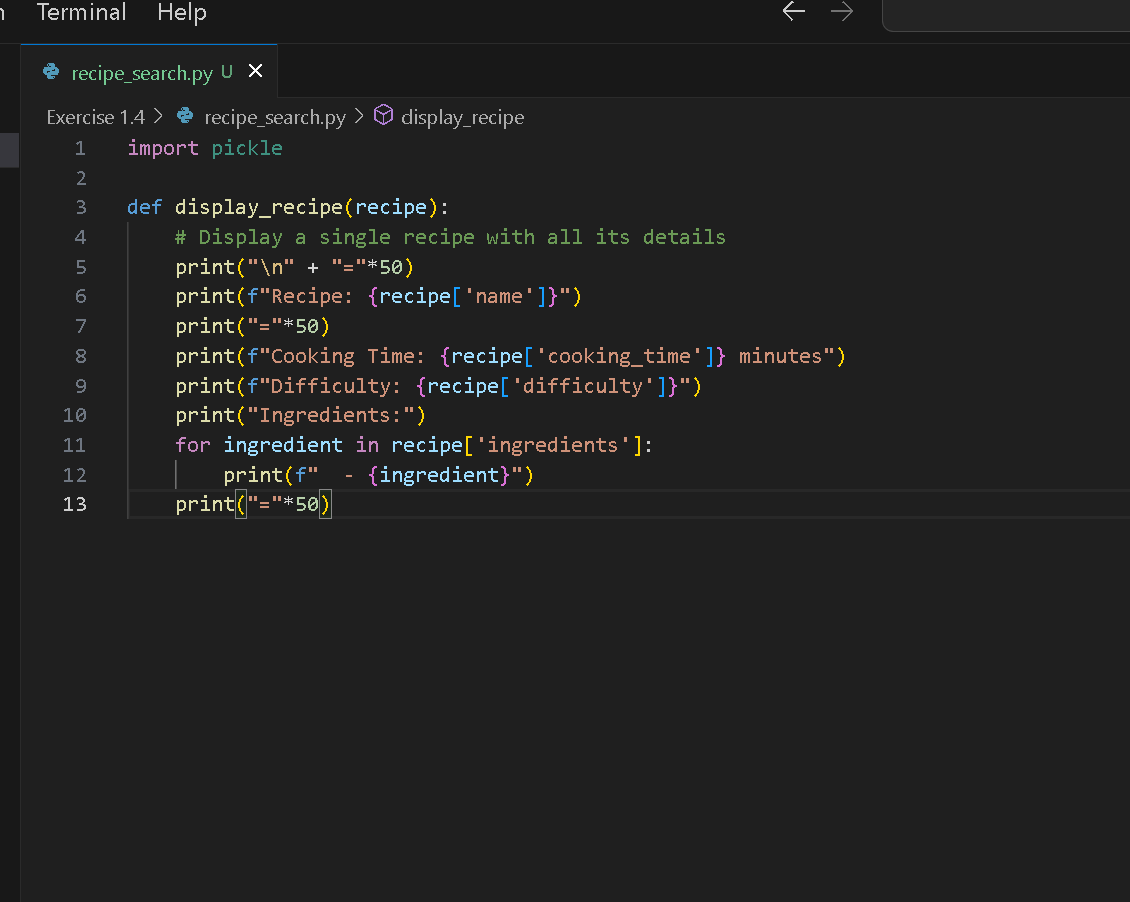 Terminal Help
recipe_search.py U
Exercise 1.4 > recipe_search.py > display_recipe
1 import pickle
2
3 def display_recipe(recipe):
4     # Display a single recipe with all its details
5     print("\n" + "="*50)
6     print(f"Recipe: {recipe['name']}")
7     print("="*50)
8     print(f"Cooking Time: {recipe['cooking_time']} minutes")
9     print(f"Difficulty: {recipe['difficulty']}")
10     print("Ingredients:")
11     for ingredient in recipe['ingredients']:
12         print(f"  - {ingredient}")
13     print("="*50)